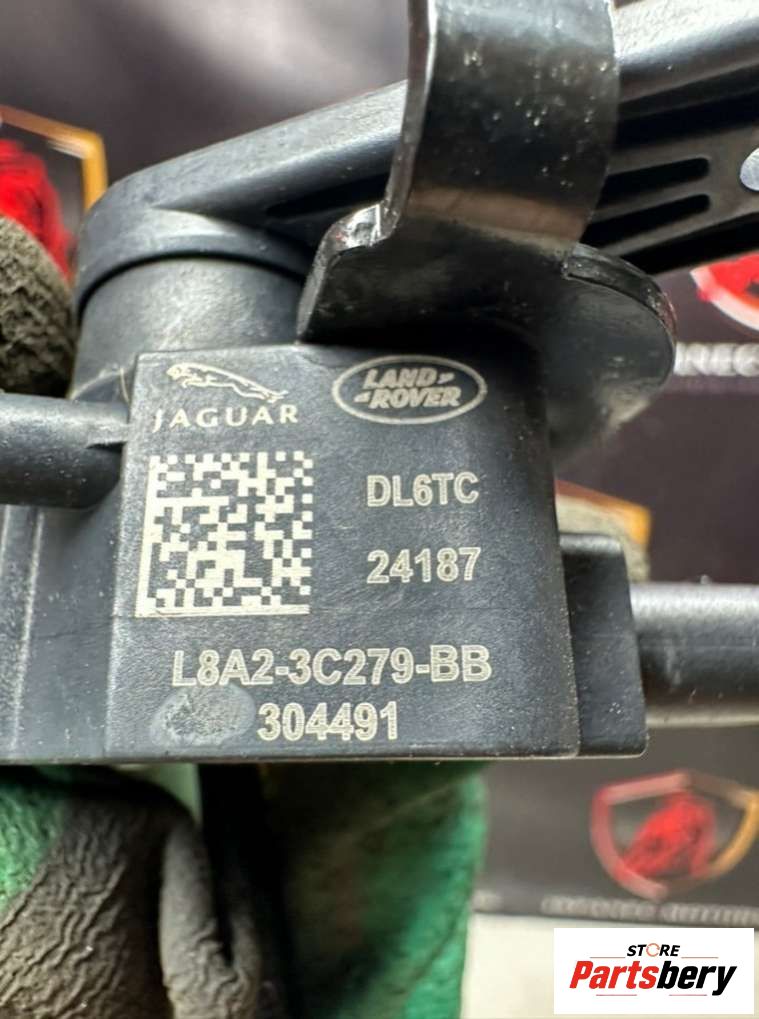 JAGUAR
LAND
ROVER
DL6TC
24187
L8A2-3C279-BB
304491
STORE
Partsbery